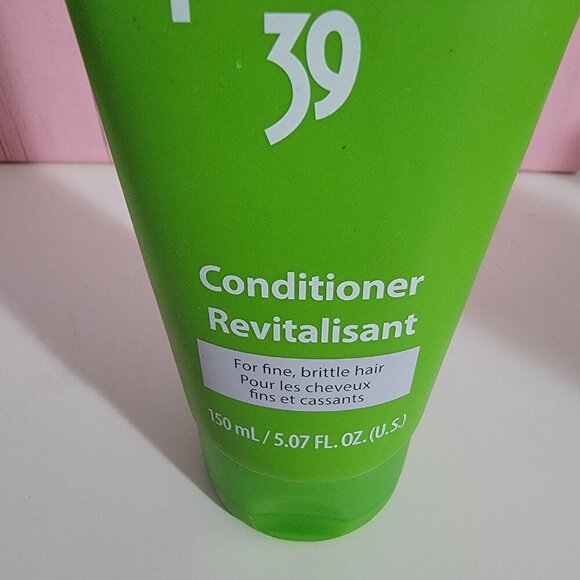 39
Conditioner
Revitalisant
For fine, brittle hair
Pour les cheveux
fins et cassants
150 mL / 5.07 FL. OZ. (U.S.)